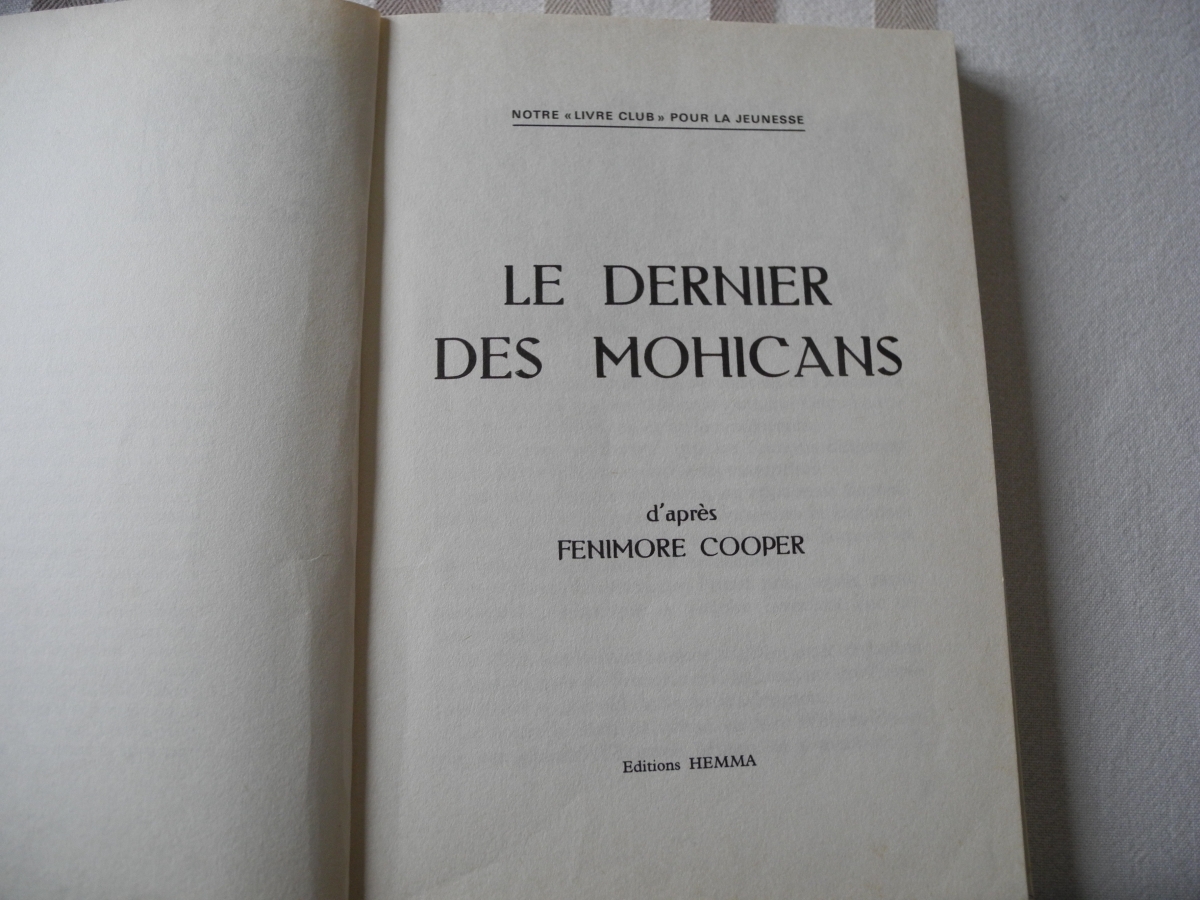 NOTRE «LIVRE CLUB» POUR LA JEUNESSE
LE DERNIER
DES MOHICANS
d'après
FENIMORE COOPER
Editions HEMMA